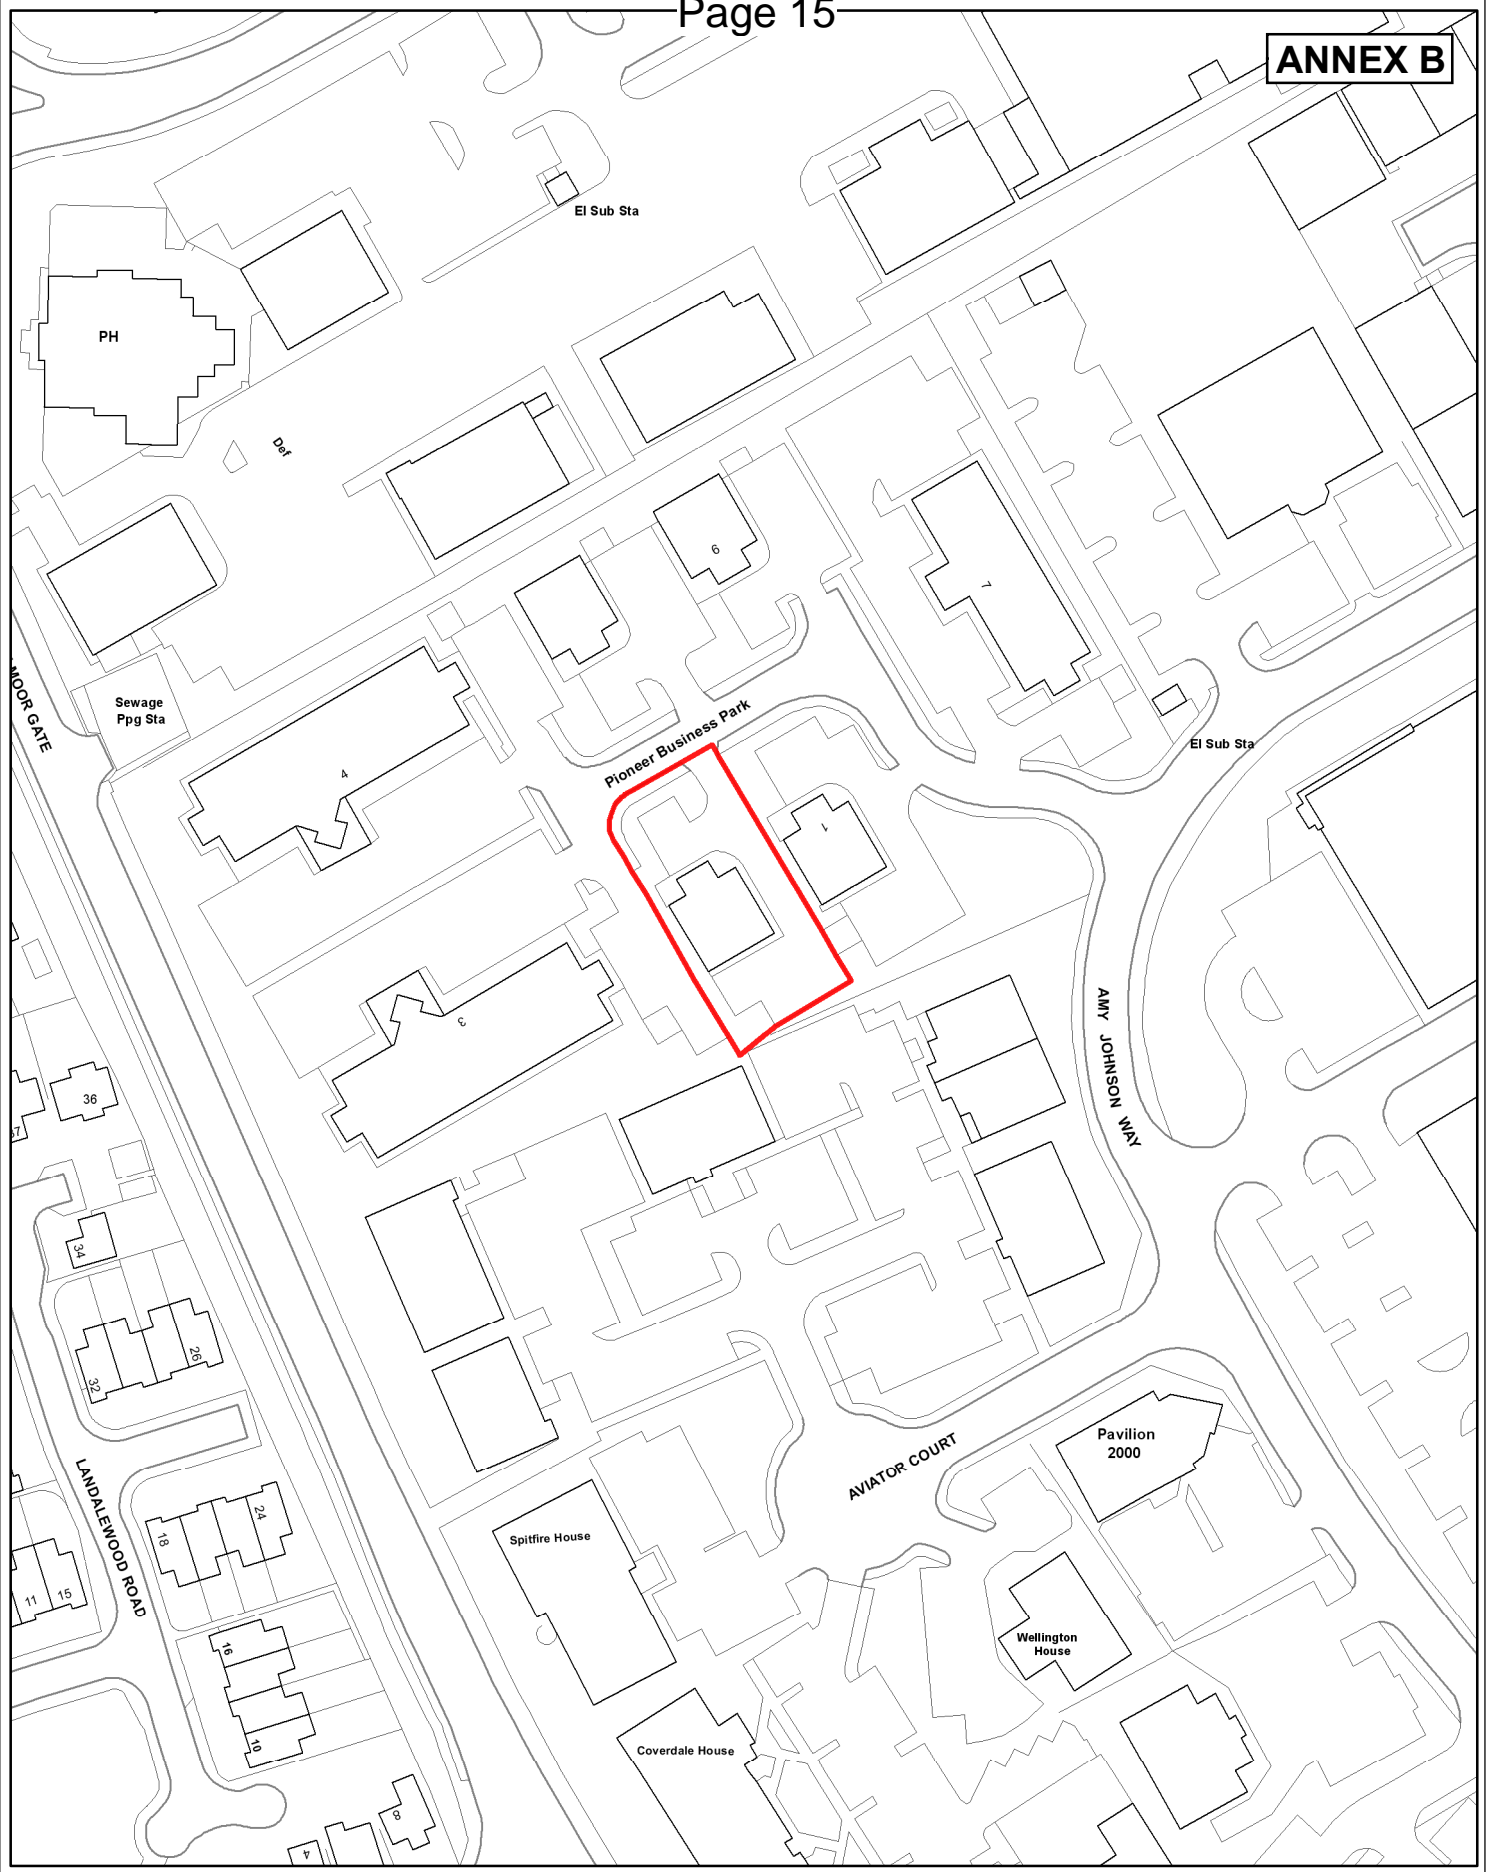 Page 15
ANNEX B
El Sub Sta
PH
Def
6
7
Sewage
Ppg Sta
MOOR GATE
Pioneer Business Park
El Sub Sta
4
1
3
AMY JOHNSON WAY
36
37
34
26
32
LANDALEWOOD ROAD
AVIATOR COURT
Pavilion
2000
24
18
Spitfire House
11
15
16
Wellington
House
10
Coverdale House
8
4